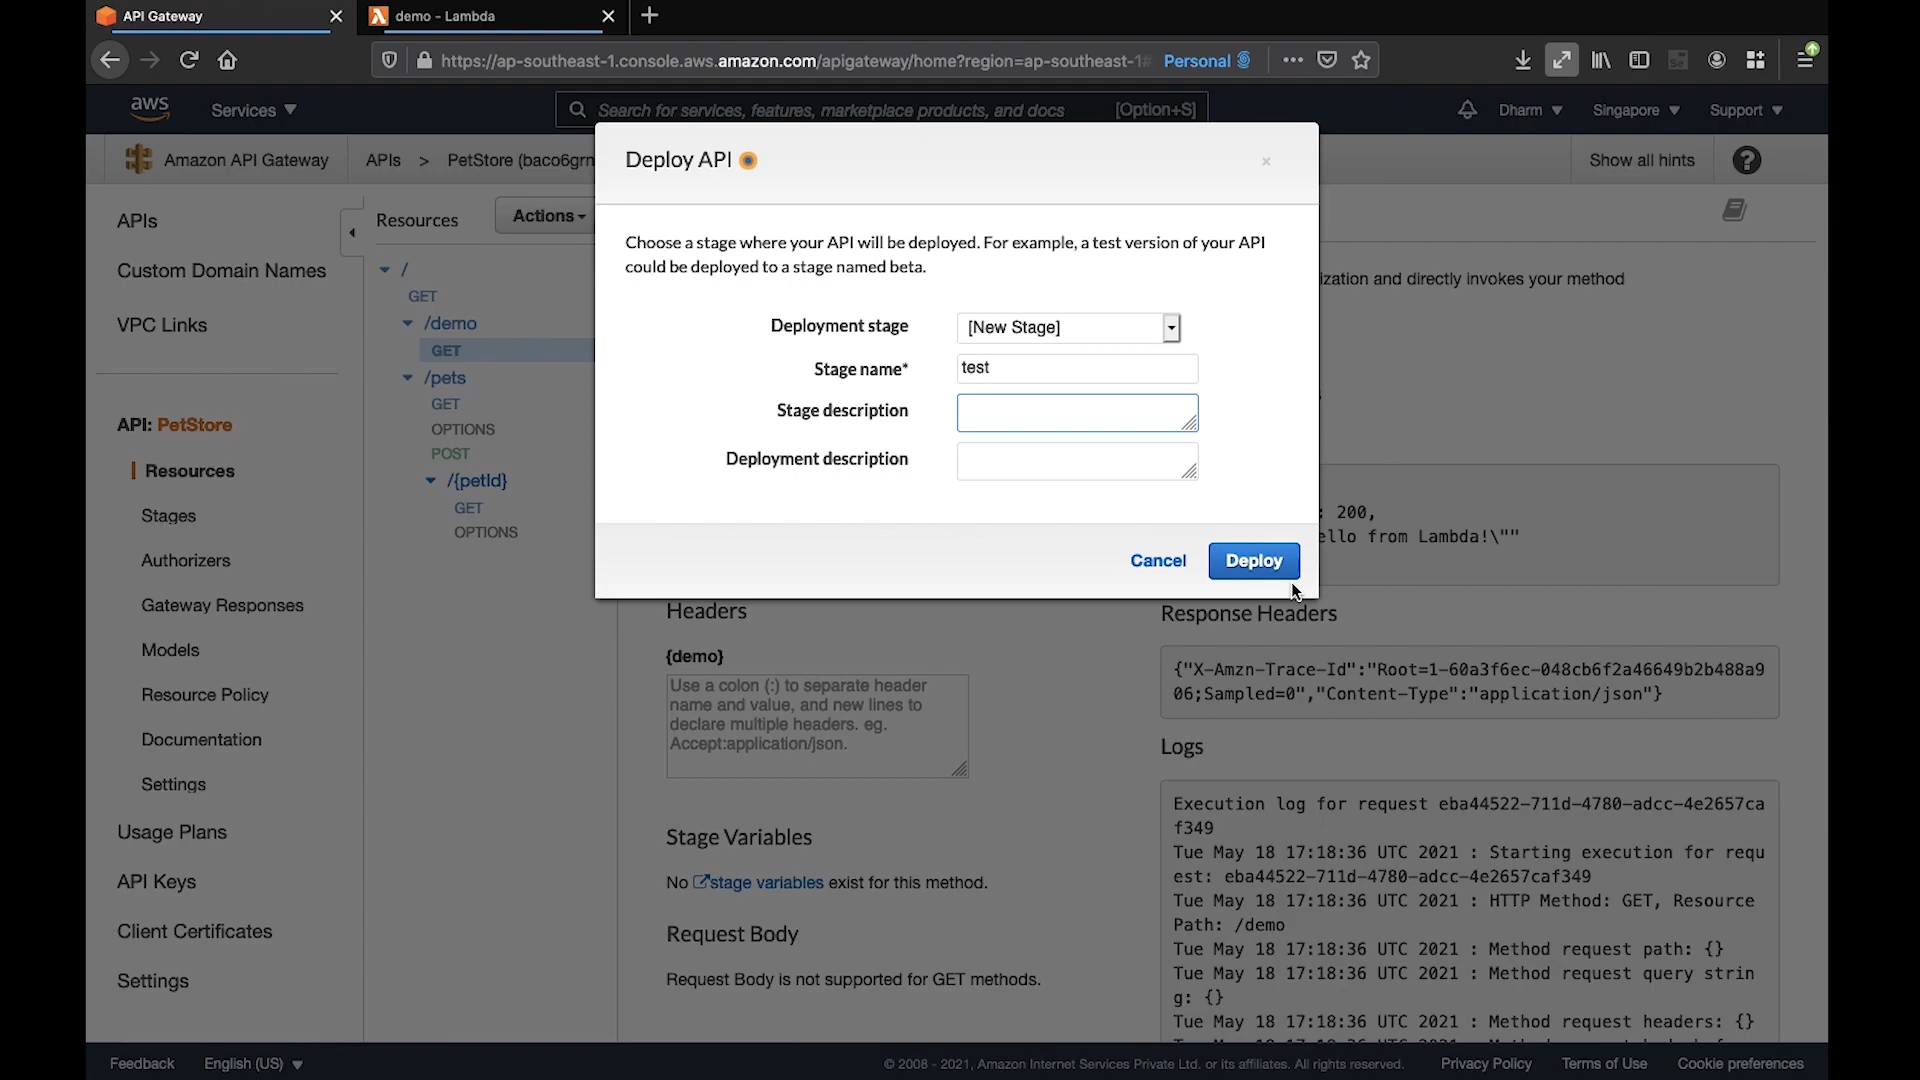 API Gateway
demo - Lambda
https://ap-southeast-1.console.aws.amazon.com/apigateway/home?region=ap-southeast-1#
Personal
aws
Services
Search for services, features, marketplace products, and docs
[Option+S]
Dharm
Singapore
Support
Amazon API Gateway
APIs > PetStore (baco6grn
Show all hints
?
APIs
Custom Domain Names
VPC Links
API: PetStore
Resources
Stages
Authorizers
Gateway Responses
Models
Resource Policy
Documentation
Settings
Usage Plans
API Keys
Client Certificates
Settings
Resources
Actions
/
GET
/demo
GET
/pets
GET
OPTIONS
POST
/{petId}
GET
OPTIONS
Deploy API
×
Choose a stage where your API will be deployed. For example, a test version of your API
could be deployed to a stage named beta.
Deployment stage
[New Stage]
Stage name*
test
Stage description
Deployment description
Cancel
Deploy
ization and directly invokes your method
: 200,
ello from Lambda!\""
Headers
{demo}
Use a colon (:) to separate header
name and value, and new lines to
declare multiple headers. eg.
Accept:application/json.
Stage Variables
No stage variables exist for this method.
Request Body
Request Body is not supported for GET methods.
Response Headers
{"X-Amzn-Trace-Id":"Root=1-60a3f6ec-048cb6f2a46649b2b488a9
06;Sampled=0","Content-Type":"application/json"}
Logs
Execution log for request eba44522-711d-4780-adcc-4e2657ca
f349
Tue May 18 17:18:36 UTC 2021 : Starting execution for requ
est: eba44522-711d-4780-adcc-4e2657caf349
Tue May 18 17:18:36 UTC 2021 : HTTP Method: GET, Resource
Path: /demo
Tue May 18 17:18:36 UTC 2021 : Method request path: {}
Tue May 18 17:18:36 UTC 2021 : Method request query strin
g: {}
Tue May 18 17:18:36 UTC 2021 : Method request headers: {}
Feedback
English (US)
© 2008 - 2021, Amazon Internet Services Private Ltd. or its affiliates. All rights reserved.
Privacy Policy
Terms of Use
Cookie preferences